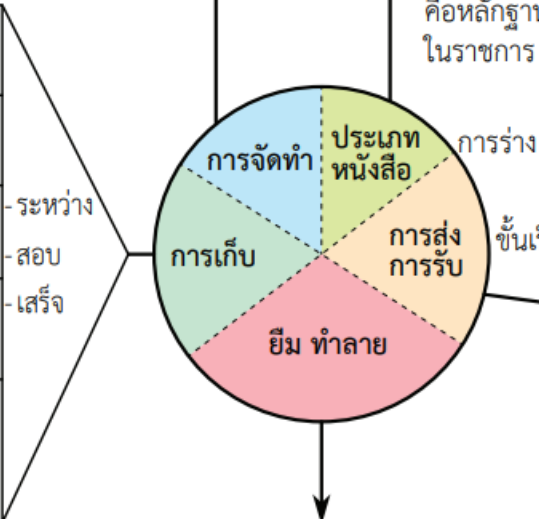 คือหลักฐาน
ในราชการ
ประเภท
หนังสือ
การร่าง
การจัดทำ
การส่ง
การรับ
การเก็บ
- ระหว่าง
- สอบ
- เสร็จ
ยืม ทำลาย